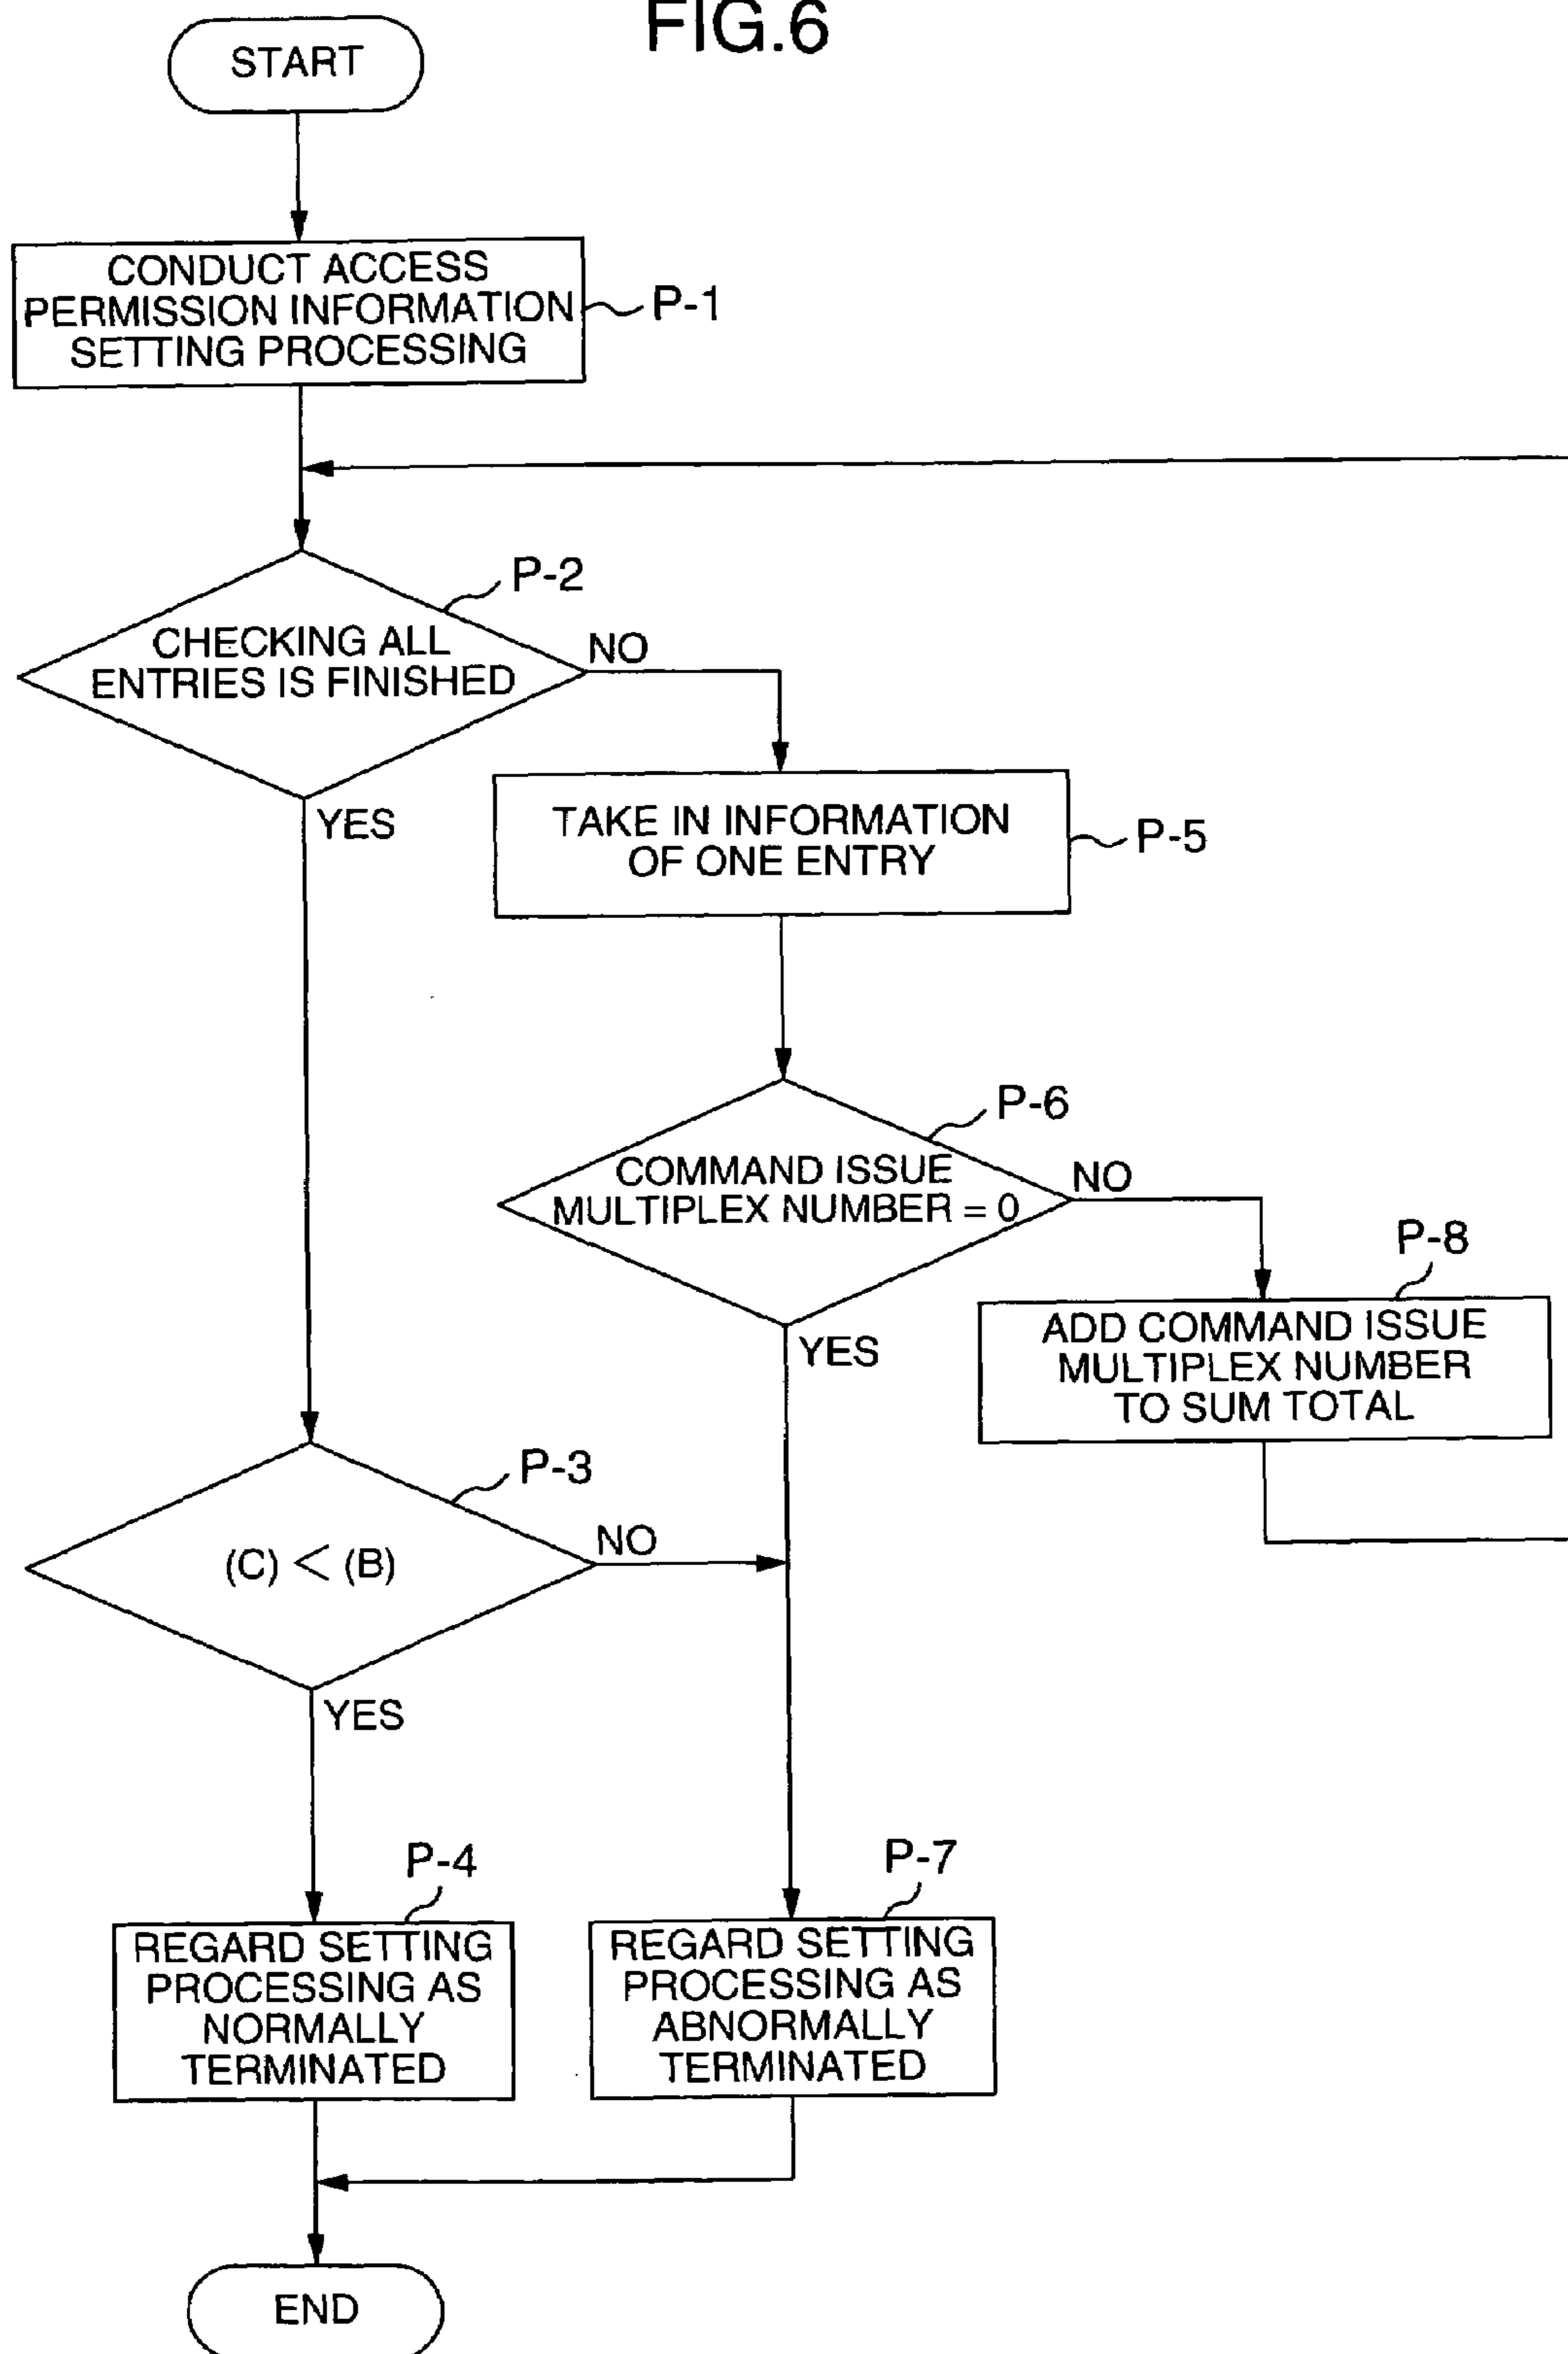 FIG.6
START
CONDUCT ACCESS
PERMISSION INFORMATION
SETTING PROCESSING
P-1
P-2
CHECKING ALL
ENTRIES IS FINISHED
NO
YES
TAKE IN INFORMATION
OF ONE ENTRY
P-5
P-6
COMMAND ISSUE
MULTIPLEX NUMBER = 0
NO
YES
P-8
ADD COMMAND ISSUE
MULTIPLEX NUMBER
TO SUM TOTAL
P-3
(C) < (B)
NO
YES
P-4
REGARD SETTING
PROCESSING AS
NORMALLY
TERMINATED
P-7
REGARD SETTING
PROCESSING AS
ABNORMALLY
TERMINATED
END